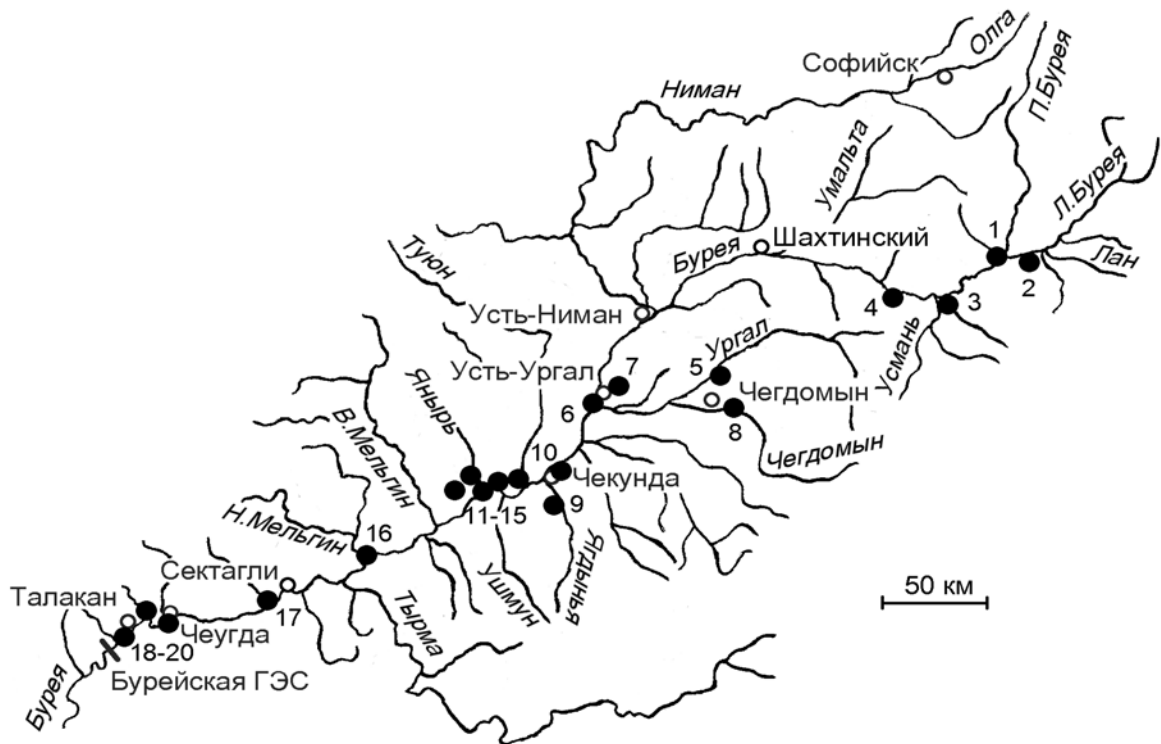 Олга
Софийск
П.Бурея
Ниман
Умальта
Л.Бурея
1
Шахтинский
Туюн
Бурея
Лан
2
4
3
Усть-Ниман
Усмань
Ургал
Усть-Ургал
7
5
Чегдомын
Янырь
6
8
В.Мельгин
10
Чекунда
Чегдомын
11-15
9
Н.Мельгин
16
Ушмун
Ягдынья
50 км
Сектагли
Талакан
17
Тырма
Чеугда
18-20
Бурейская ГЭС
Бурея